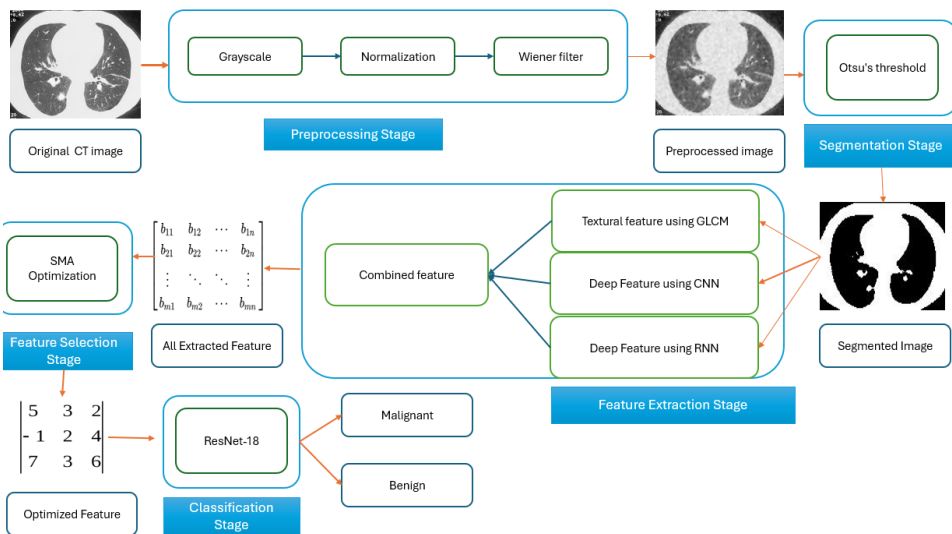 Grayscale
Normalization
Wiener filter
Otsu's threshold
Original CT image
Preprocessing Stage
Preprocessed image
Segmentation Stage
Textural feature using GLCM
Deep Feature using CNN
Deep Feature using RNN
Combined feature
Segmented Image
Feature Extraction Stage
b11 b12 ⋯ b1n
b21 b22 ⋯ b2n
⋮ ⋱ ⋱ ⋮
bm1 bm2 ⋯ bmn
All Extracted Feature
SMA
Optimization
Feature Selection
Stage
5 3 2
- 1 2 4
7 3 6
Optimized Feature
ResNet-18
Classification
Stage
Malignant
Benign